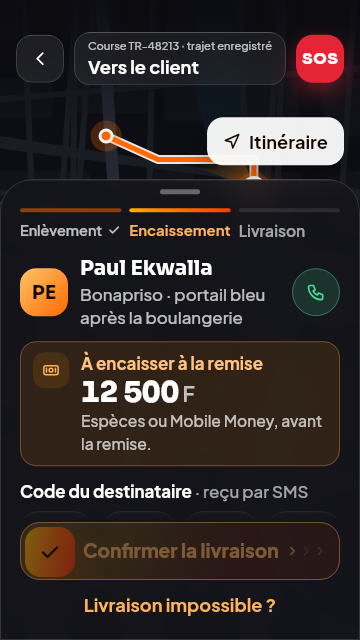 Course TR-48213 · trajet enregistré
Vers le client
SOS
Itinéraire
Enlèvement
Encaissement
Livraison
PE
Paul Ekwalla
Bonapriso · portail bleu
après la boulangerie
À encaisser à la remise
12 500 F
Espèces ou Mobile Money, avant
la remise.
Code du destinataire · reçu par SMS
Confirmer la livraison
Livraison impossible ?